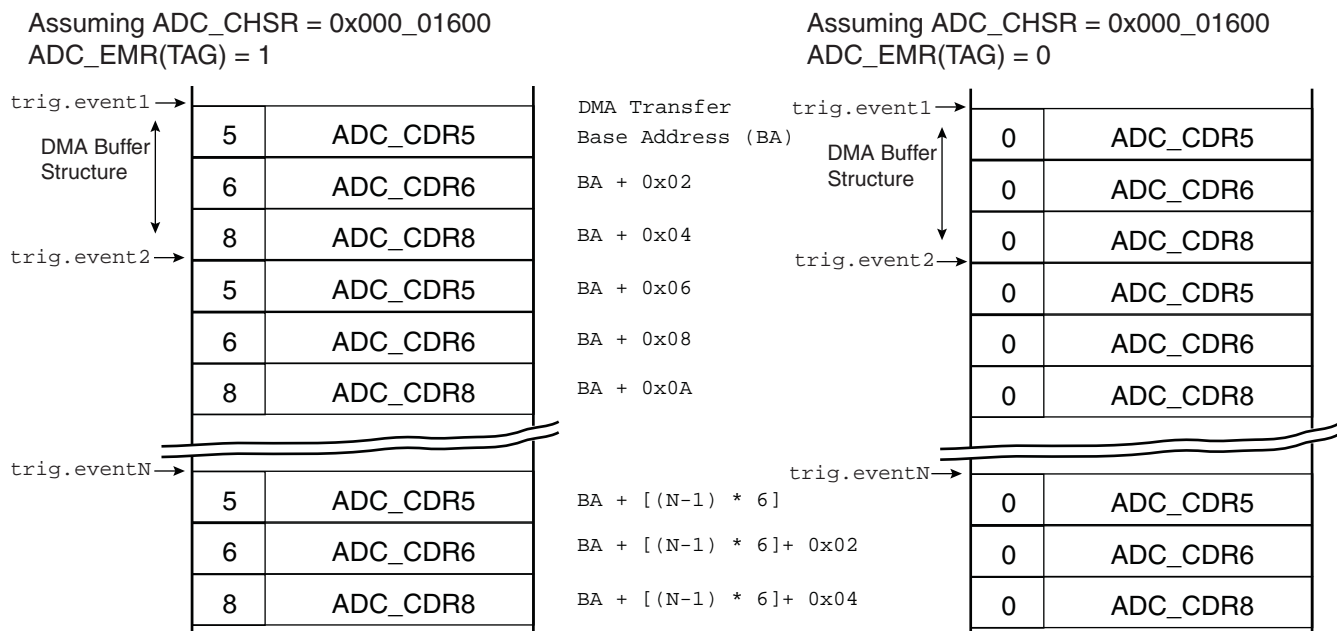 Assuming ADC_CHSR = 0x000_01600
ADC_EMR(TAG) = 1
trig.event1
DMA Buffer
Structure
5 ADC_CDR5
6 ADC_CDR6
8 ADC_CDR8
trig.event2
5 ADC_CDR5
6 ADC_CDR6
8 ADC_CDR8
trig.eventN
5 ADC_CDR5
6 ADC_CDR6
8 ADC_CDR8
DMA Transfer
Base Address (BA)
BA + 0x02
BA + 0x04
BA + 0x06
BA + 0x08
BA + 0x0A
BA + [(N-1) * 6]
BA + [(N-1) * 6]+ 0x02
BA + [(N-1) * 6]+ 0x04
Assuming ADC_CHSR = 0x000_01600
ADC_EMR(TAG) = 0
trig.event1
DMA Buffer
Structure
0 ADC_CDR5
0 ADC_CDR6
0 ADC_CDR8
trig.event2
0 ADC_CDR5
0 ADC_CDR6
0 ADC_CDR8
trig.eventN
0 ADC_CDR5
0 ADC_CDR6
0 ADC_CDR8